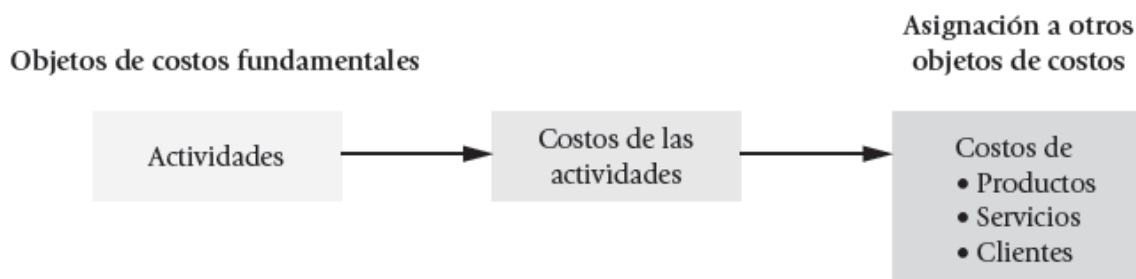 Objetos de costos fundamentales
Asignación a otros
objetos de costos
Actividades
Costos de las
actividades
Costos de
• Productos
• Servicios
• Clientes